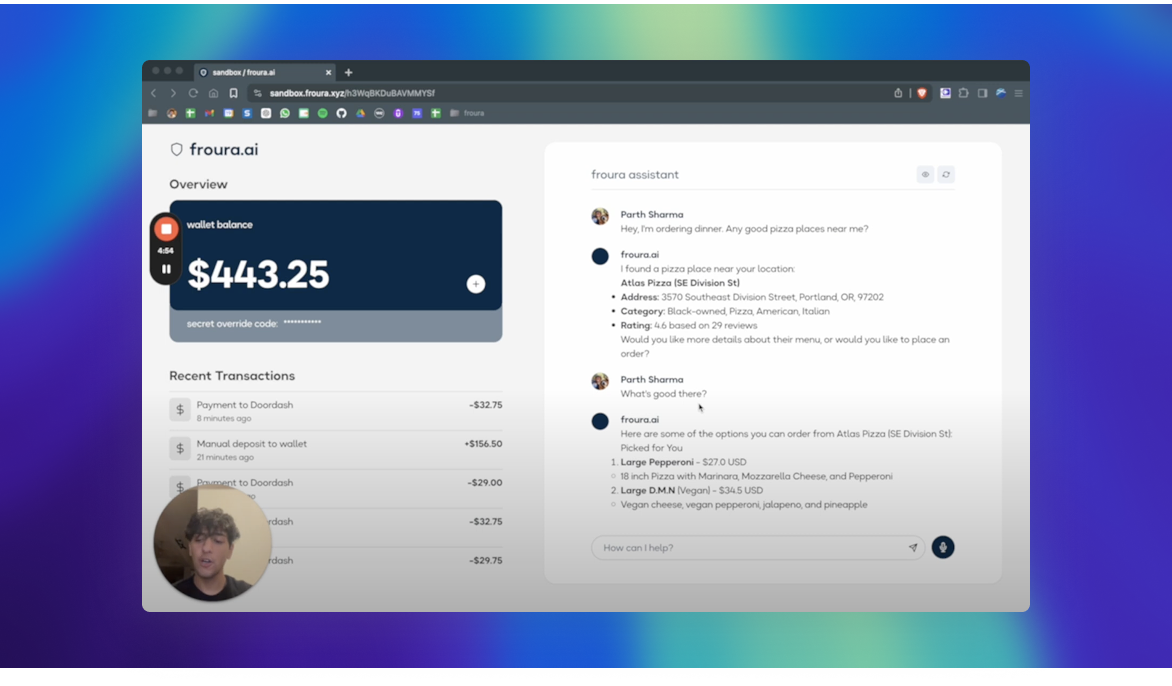 sandbox / froura.ai
sandbox.froura.xyz/h3WqBKDuBAVMMYSf
froura
froura.ai
Overview
wallet balance
4:54
$443.25
secret override code: ***********
Recent Transactions
Payment to Doordash
-$32.75
8 minutes ago
Manual deposit to wallet
+$156.50
21 minutes ago
Payment to Doordash
-$29.00
rdash
-$32.75
ordash
-$29.75
froura assistant
Parth Sharma
Hey, I'm ordering dinner. Any good pizza places near me?
froura.ai
I found a pizza place near your location:
Atlas Pizza (SE Division St)
• Address: 3570 Southeast Division Street, Portland, OR, 97202
• Category: Black-owned, Pizza, American, Italian
• Rating: 4.6 based on 29 reviews
Would you like more details about their menu, or would you like to place an
order?
Parth Sharma
What's good there?
froura.ai
Here are some of the options you can order from Atlas Pizza (SE Division St):
Picked for You
1. Large Pepperoni - $27.0 USD
○ 18 inch Pizza with Marinara, Mozzarella Cheese, and Pepperoni
2. Large D.M.N (Vegan) - $34.5 USD
○ Vegan cheese, vegan pepperoni, jalapeno, and pineapple
How can I help?